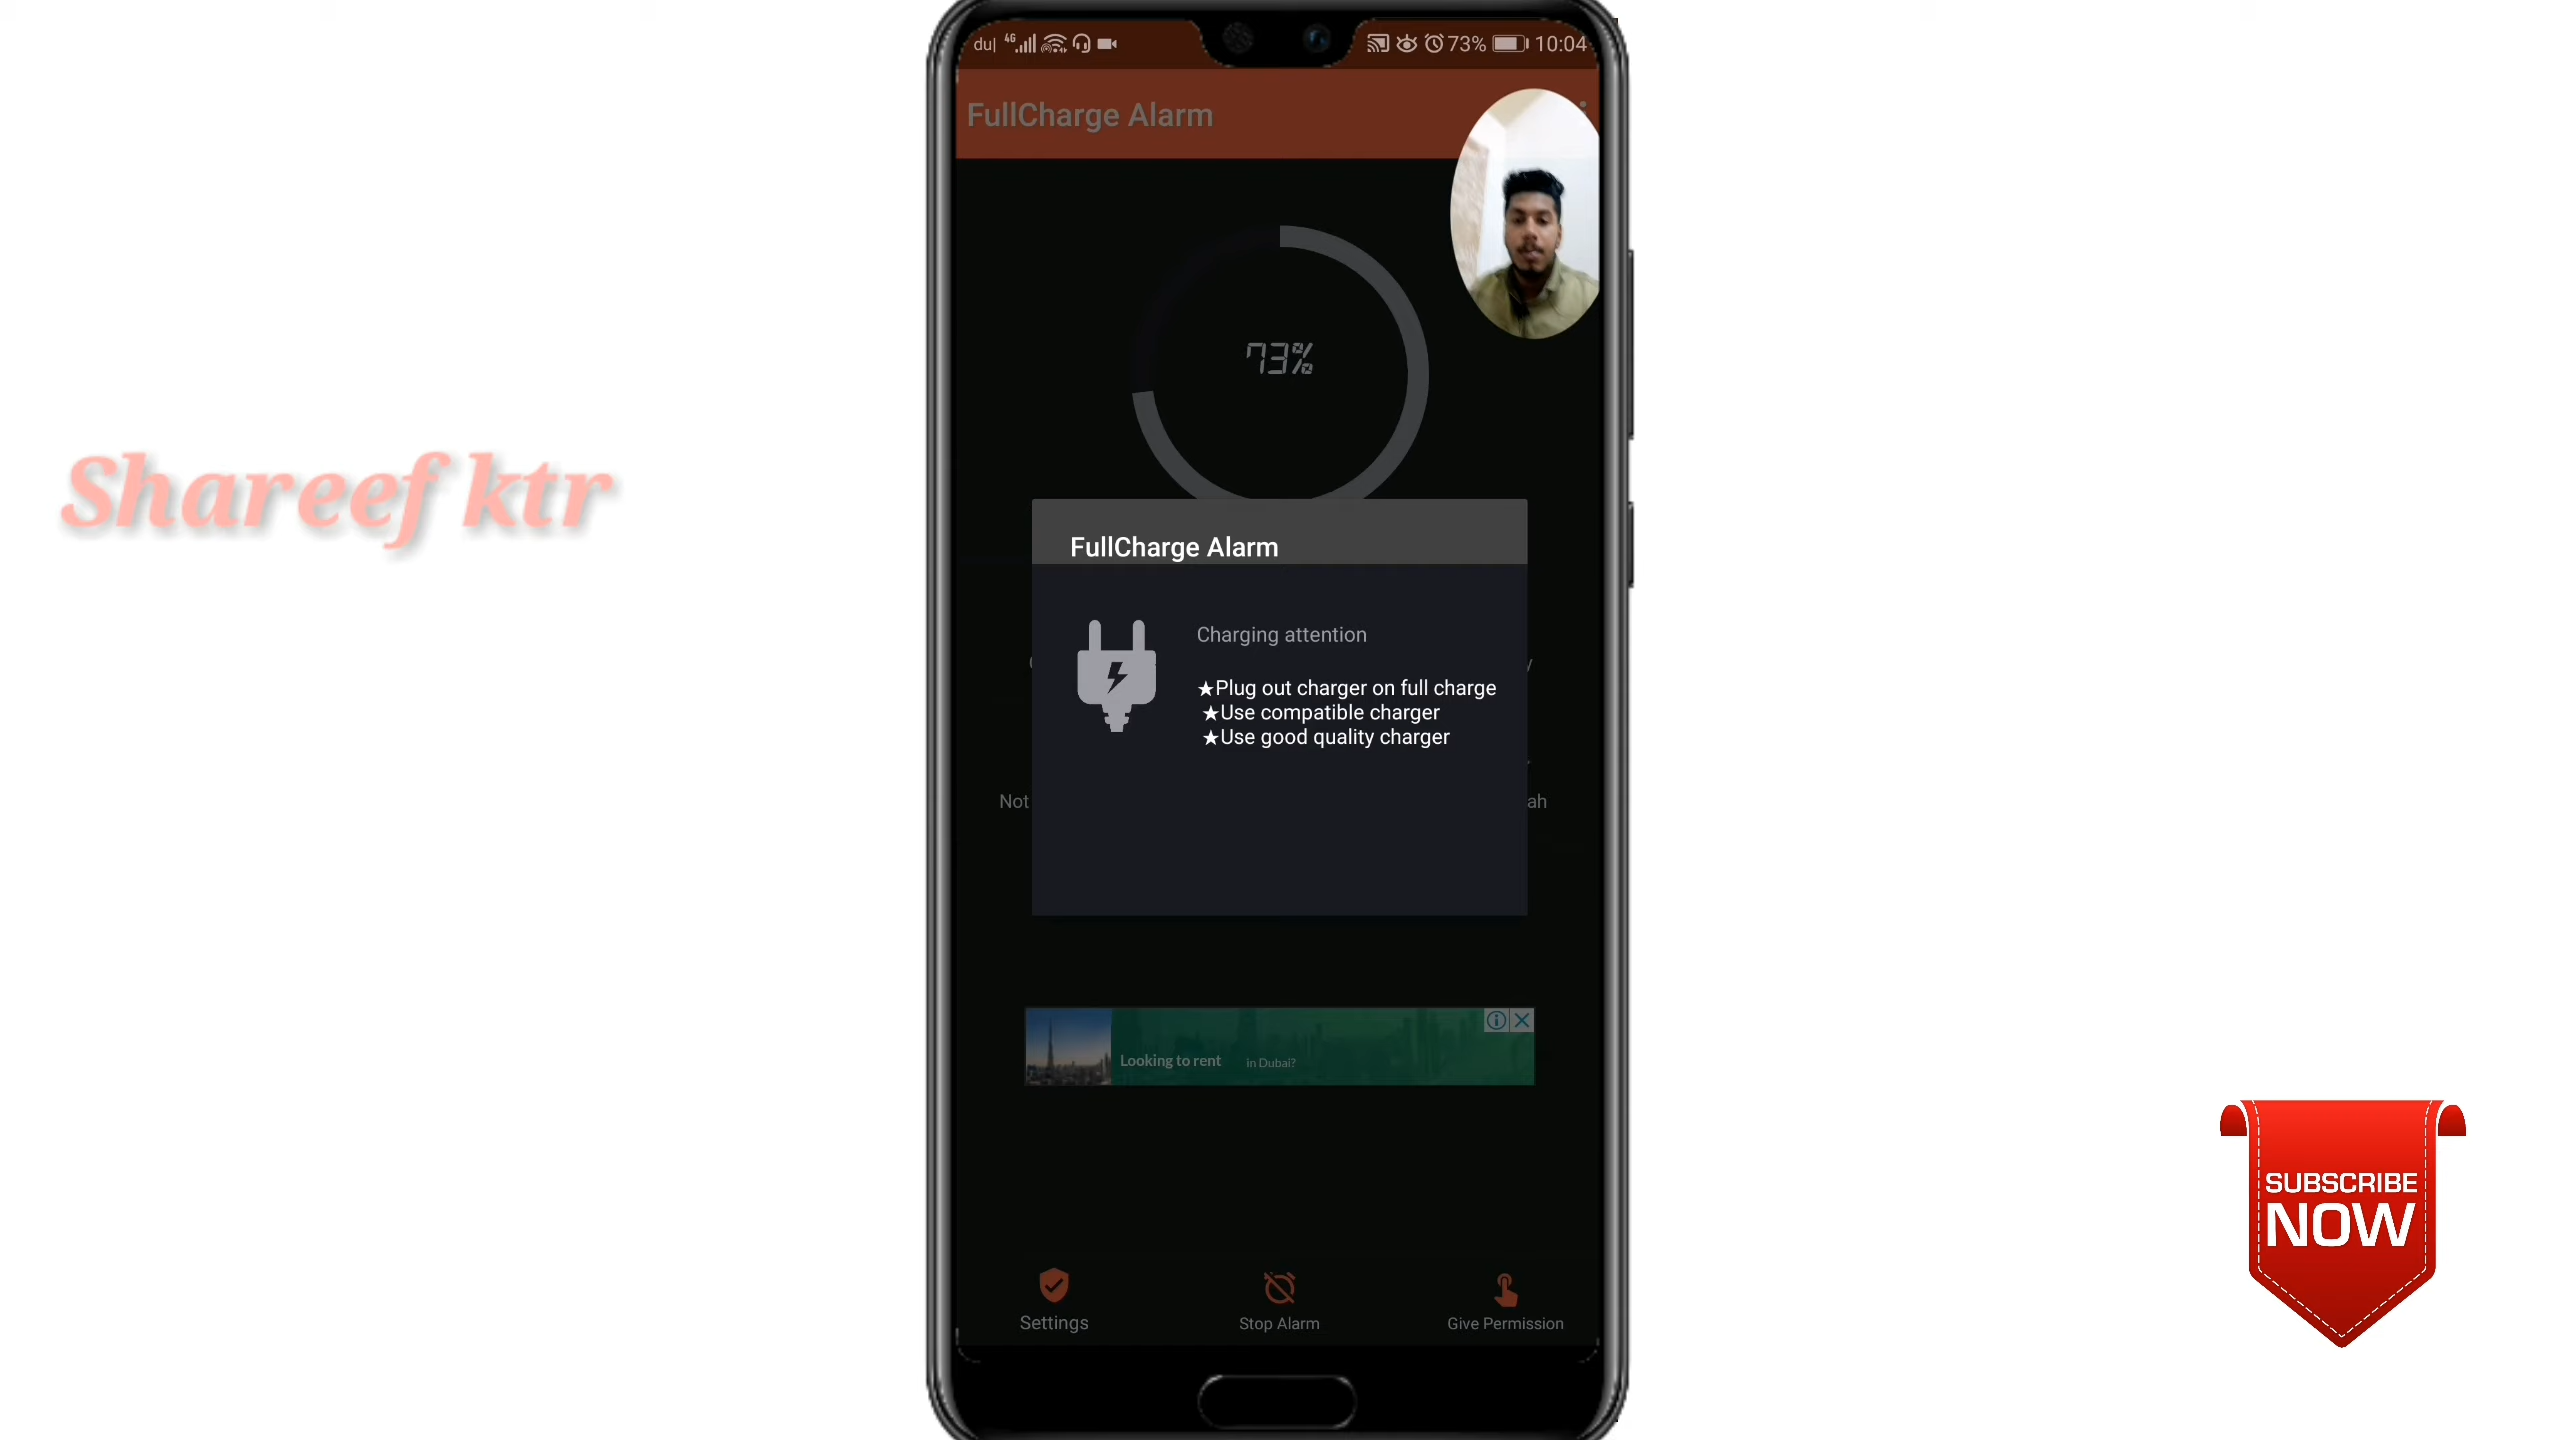 du 4G 73% 10:04
FullCharge Alarm
73%
Shareef ktr
FullCharge Alarm
Charging attention
★Plug out charger on full charge
★Use compatible charger
★Use good quality charger
Not
ah
Looking to rent in Dubai?
SUBSCRIBE
NOW
Settings Stop Alarm Give Permission